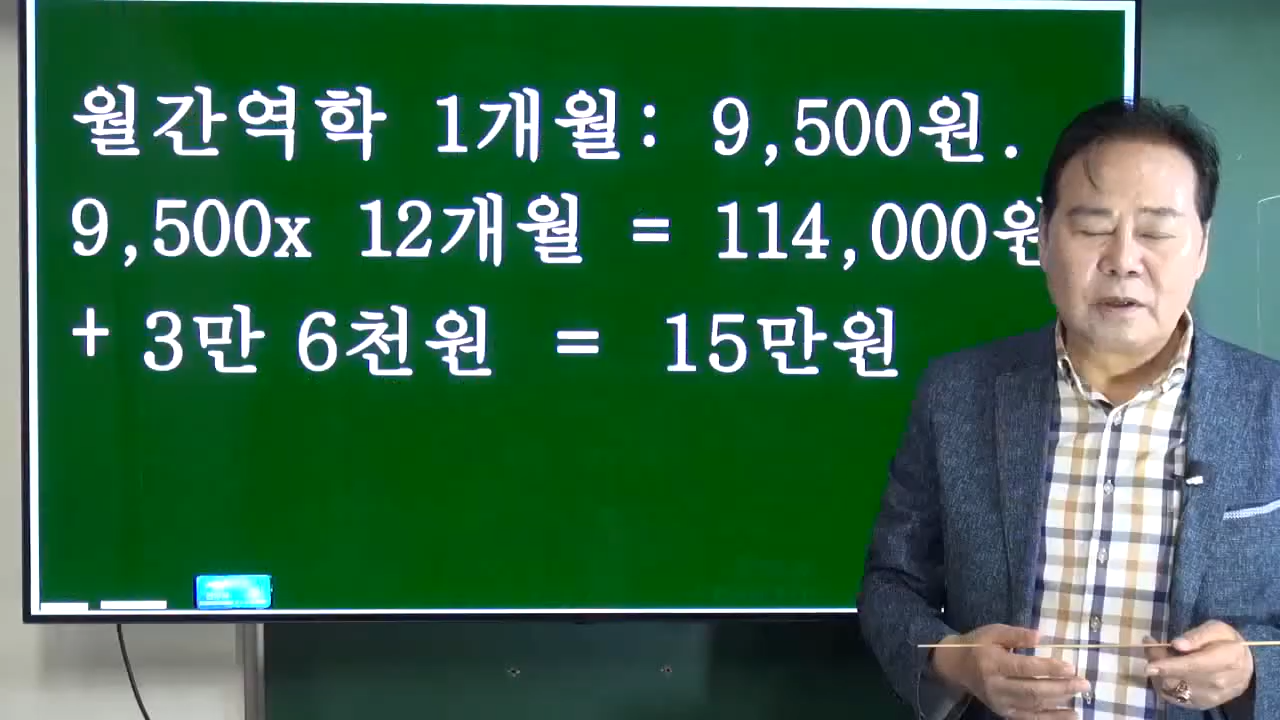 월간역학 1개월: 9,500원.
9,500x 12개월 = 114,000원
+ 3만 6천원 = 15만원